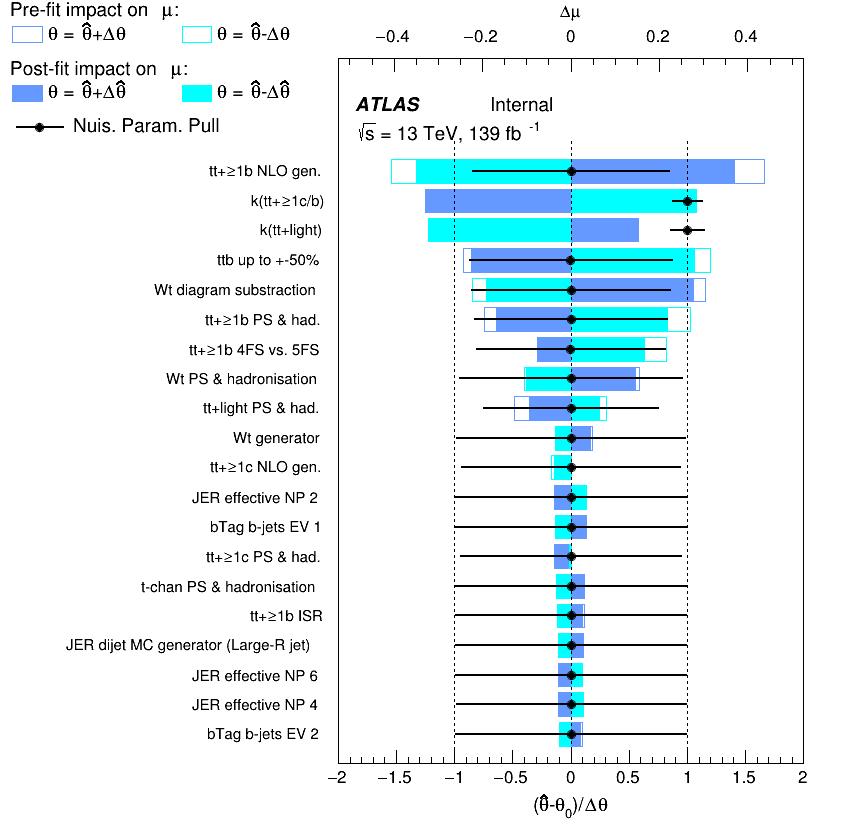 Pre-fit impact on μ:
θ = θ̂+Δθ θ = θ̂-Δθ
Post-fit impact on μ:
θ = θ̂+Δθ̂ θ = θ̂-Δθ̂
Nuis. Param. Pull
Δμ
−0.4 −0.2 0 0.2 0.4
ATLAS Internal
√s = 13 TeV, 139 fb⁻¹
tt+≥1b NLO gen.
k(tt+≥1c/b)
k(tt+light)
ttb up to +-50%
Wt diagram substraction
tt+≥1b PS & had.
tt+≥1b 4FS vs. 5FS
Wt PS & hadronisation
tt+light PS & had.
Wt generator
tt+≥1c NLO gen.
JER effective NP 2
bTag b-jets EV 1
tt+≥1c PS & had.
t-chan PS & hadronisation
tt+≥1b ISR
JER dijet MC generator (Large-R jet)
JER effective NP 6
JER effective NP 4
bTag b-jets EV 2
−2 −1.5 −1 −0.5 0 0.5 1 1.5 2
(θ̂-θ₀)/Δθ